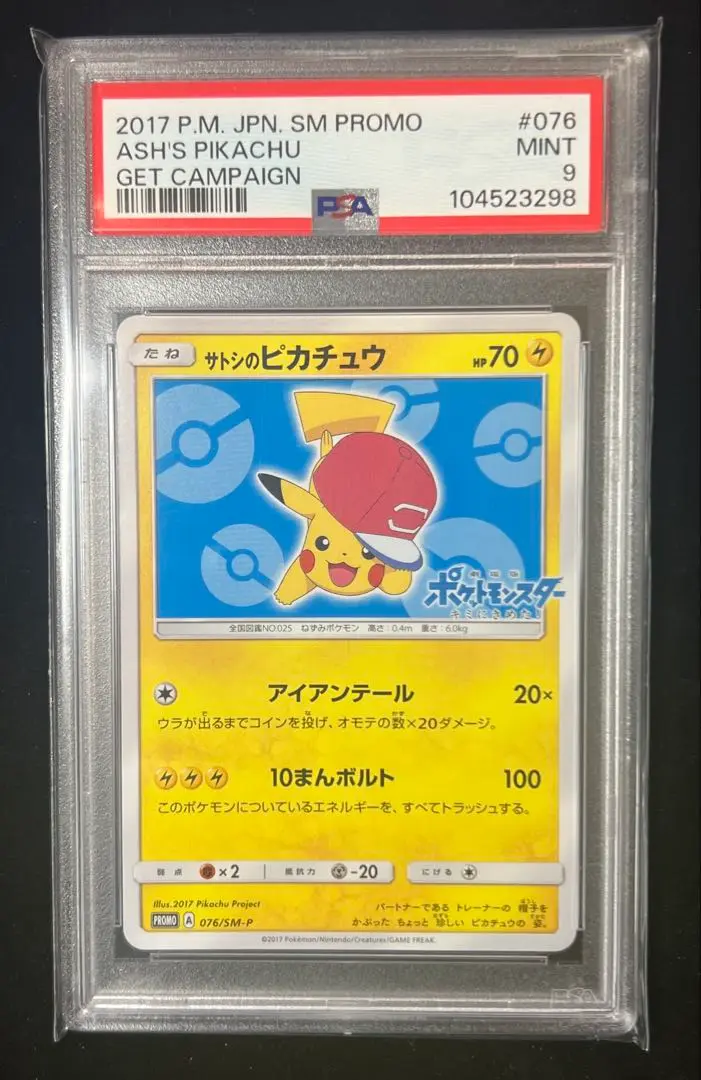 2017 P.M. JPN. SM PROMO #076
ASH'S PIKACHU MINT
GET CAMPAIGN 9
PSA 104523298
たね サトシのピカチュウ HP70
劇場版
ポケットモンスター
キミにきめた!
全国図鑑NO.025 ねずみポケモン 高さ:0.4m 重さ:6.0kg
アイアンテール 20×
ウラが出るまでコインを投げ、オモテの数×20ダメージ。
10まんボルト 100
このポケモンについているエネルギーを、すべてトラッシュする。
弱点 ×2 抵抗力 -20 にげる
Illus.2017 Pikachu Project
PROMO A 076/SM-P
パートナーである トレーナーの 帽子を
かぶった ちょっと 珍しい ピカチュウの 姿。
©2017 Pokémon/Nintendo/Creatures/GAME FREAK.